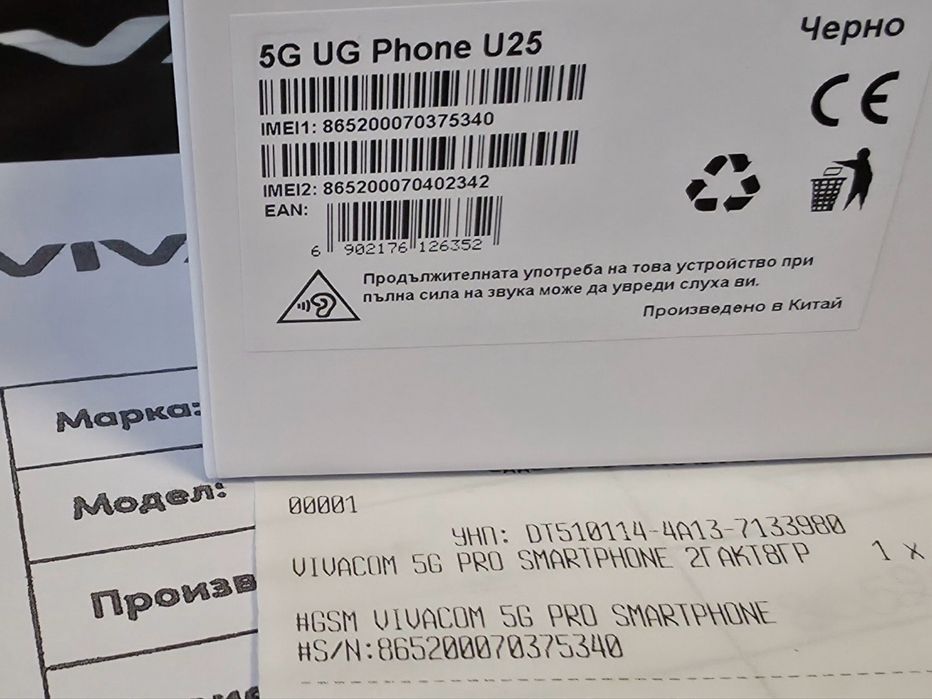 Черно
5G UG Phone U25
IMEI1: 865200070375340
IMEI2: 865200070402342
EAN:
6 902176 126352
Продължителната употреба на това устройство при
пълна сила на звука може да увреди слуха ви.
Произведено в Китай
Марка:
Модел:
Произв
00001
УНП: DT510114-4A13-7133980
VIVACOM 5G PRO SMARTPHONE 2ГАКТ8ГР 1 x
#GSM VIVACOM 5G PRO SMARTPHONE
#S/N:865200070375340